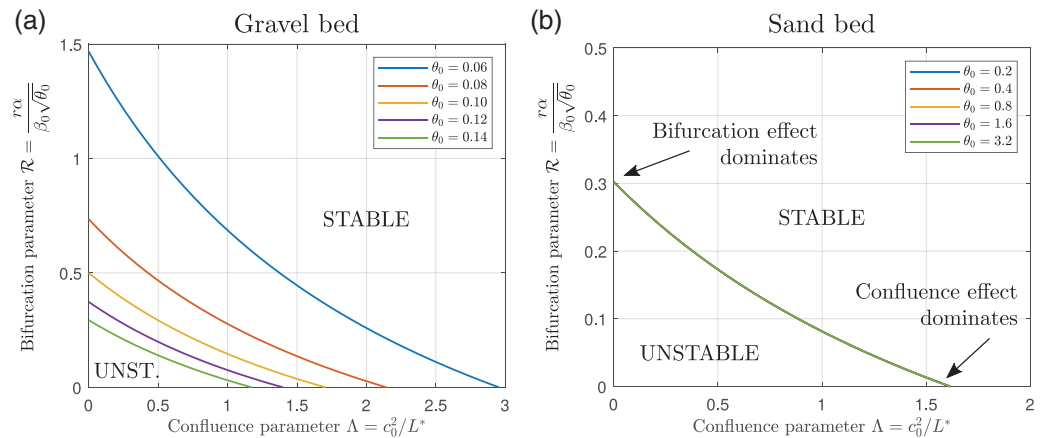 (a)
Gravel bed
Bifurcation parameter ℛ = rα / β₀√θ₀
1.5
1
0.5
0
0
0.5
1
1.5
2
2.5
3
θ₀ = 0.06
θ₀ = 0.08
θ₀ = 0.10
θ₀ = 0.12
θ₀ = 0.14
STABLE
UNST.
Confluence parameter Λ = c₀²/L*
(b)
Sand bed
Bifurcation parameter ℛ = rα / β₀√θ₀
0.5
0.4
0.3
0.2
0.1
0
0
0.5
1
1.5
2
θ₀ = 0.2
θ₀ = 0.4
θ₀ = 0.8
θ₀ = 1.6
θ₀ = 3.2
Bifurcation effect
dominates
STABLE
Confluence effect
dominates
UNSTABLE
Confluence parameter Λ = c₀²/L*